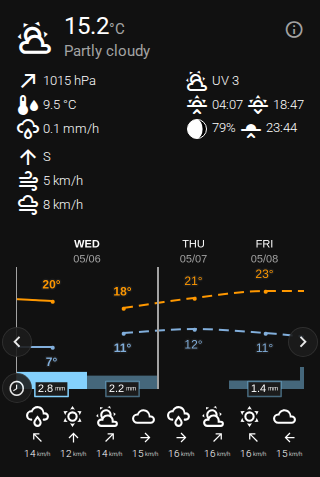 15.2°C
Partly cloudy
1015 hPa
UV 3
9.5 °C
04:07
18:47
0.1 mm/h
79%
23:44
S
5 km/h
8 km/h
WED
THU
FRI
05/06
05/07
05/08
20°
18°
21°
23°
7°
11°
12°
11°
2.8 mm
2.2 mm
1.4 mm
14 km/h
12 km/h
14 km/h
15 km/h
16 km/h
16 km/h
16 km/h
15 km/h